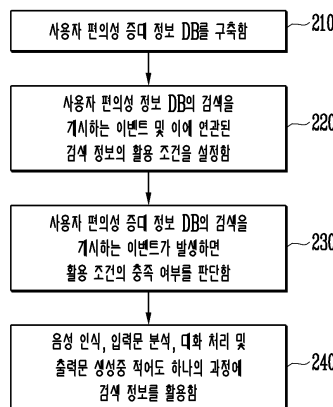 사용자 편의성 증대 정보 DB를 구축함
210
사용자 편의성 정보 DB의 검색을
개시하는 이벤트 및 이에 연관된
검색 정보의 활용 조건을 설정함
220
사용자 편의성 증대 정보 DB의 검색을
개시하는 이벤트가 발생하면
활용 조건의 충족 여부를 판단함
230
음성 인식, 입력문 분석, 대화 처리 및
출력문 생성중 적어도 하나의 과정에
검색 정보를 활용함
240